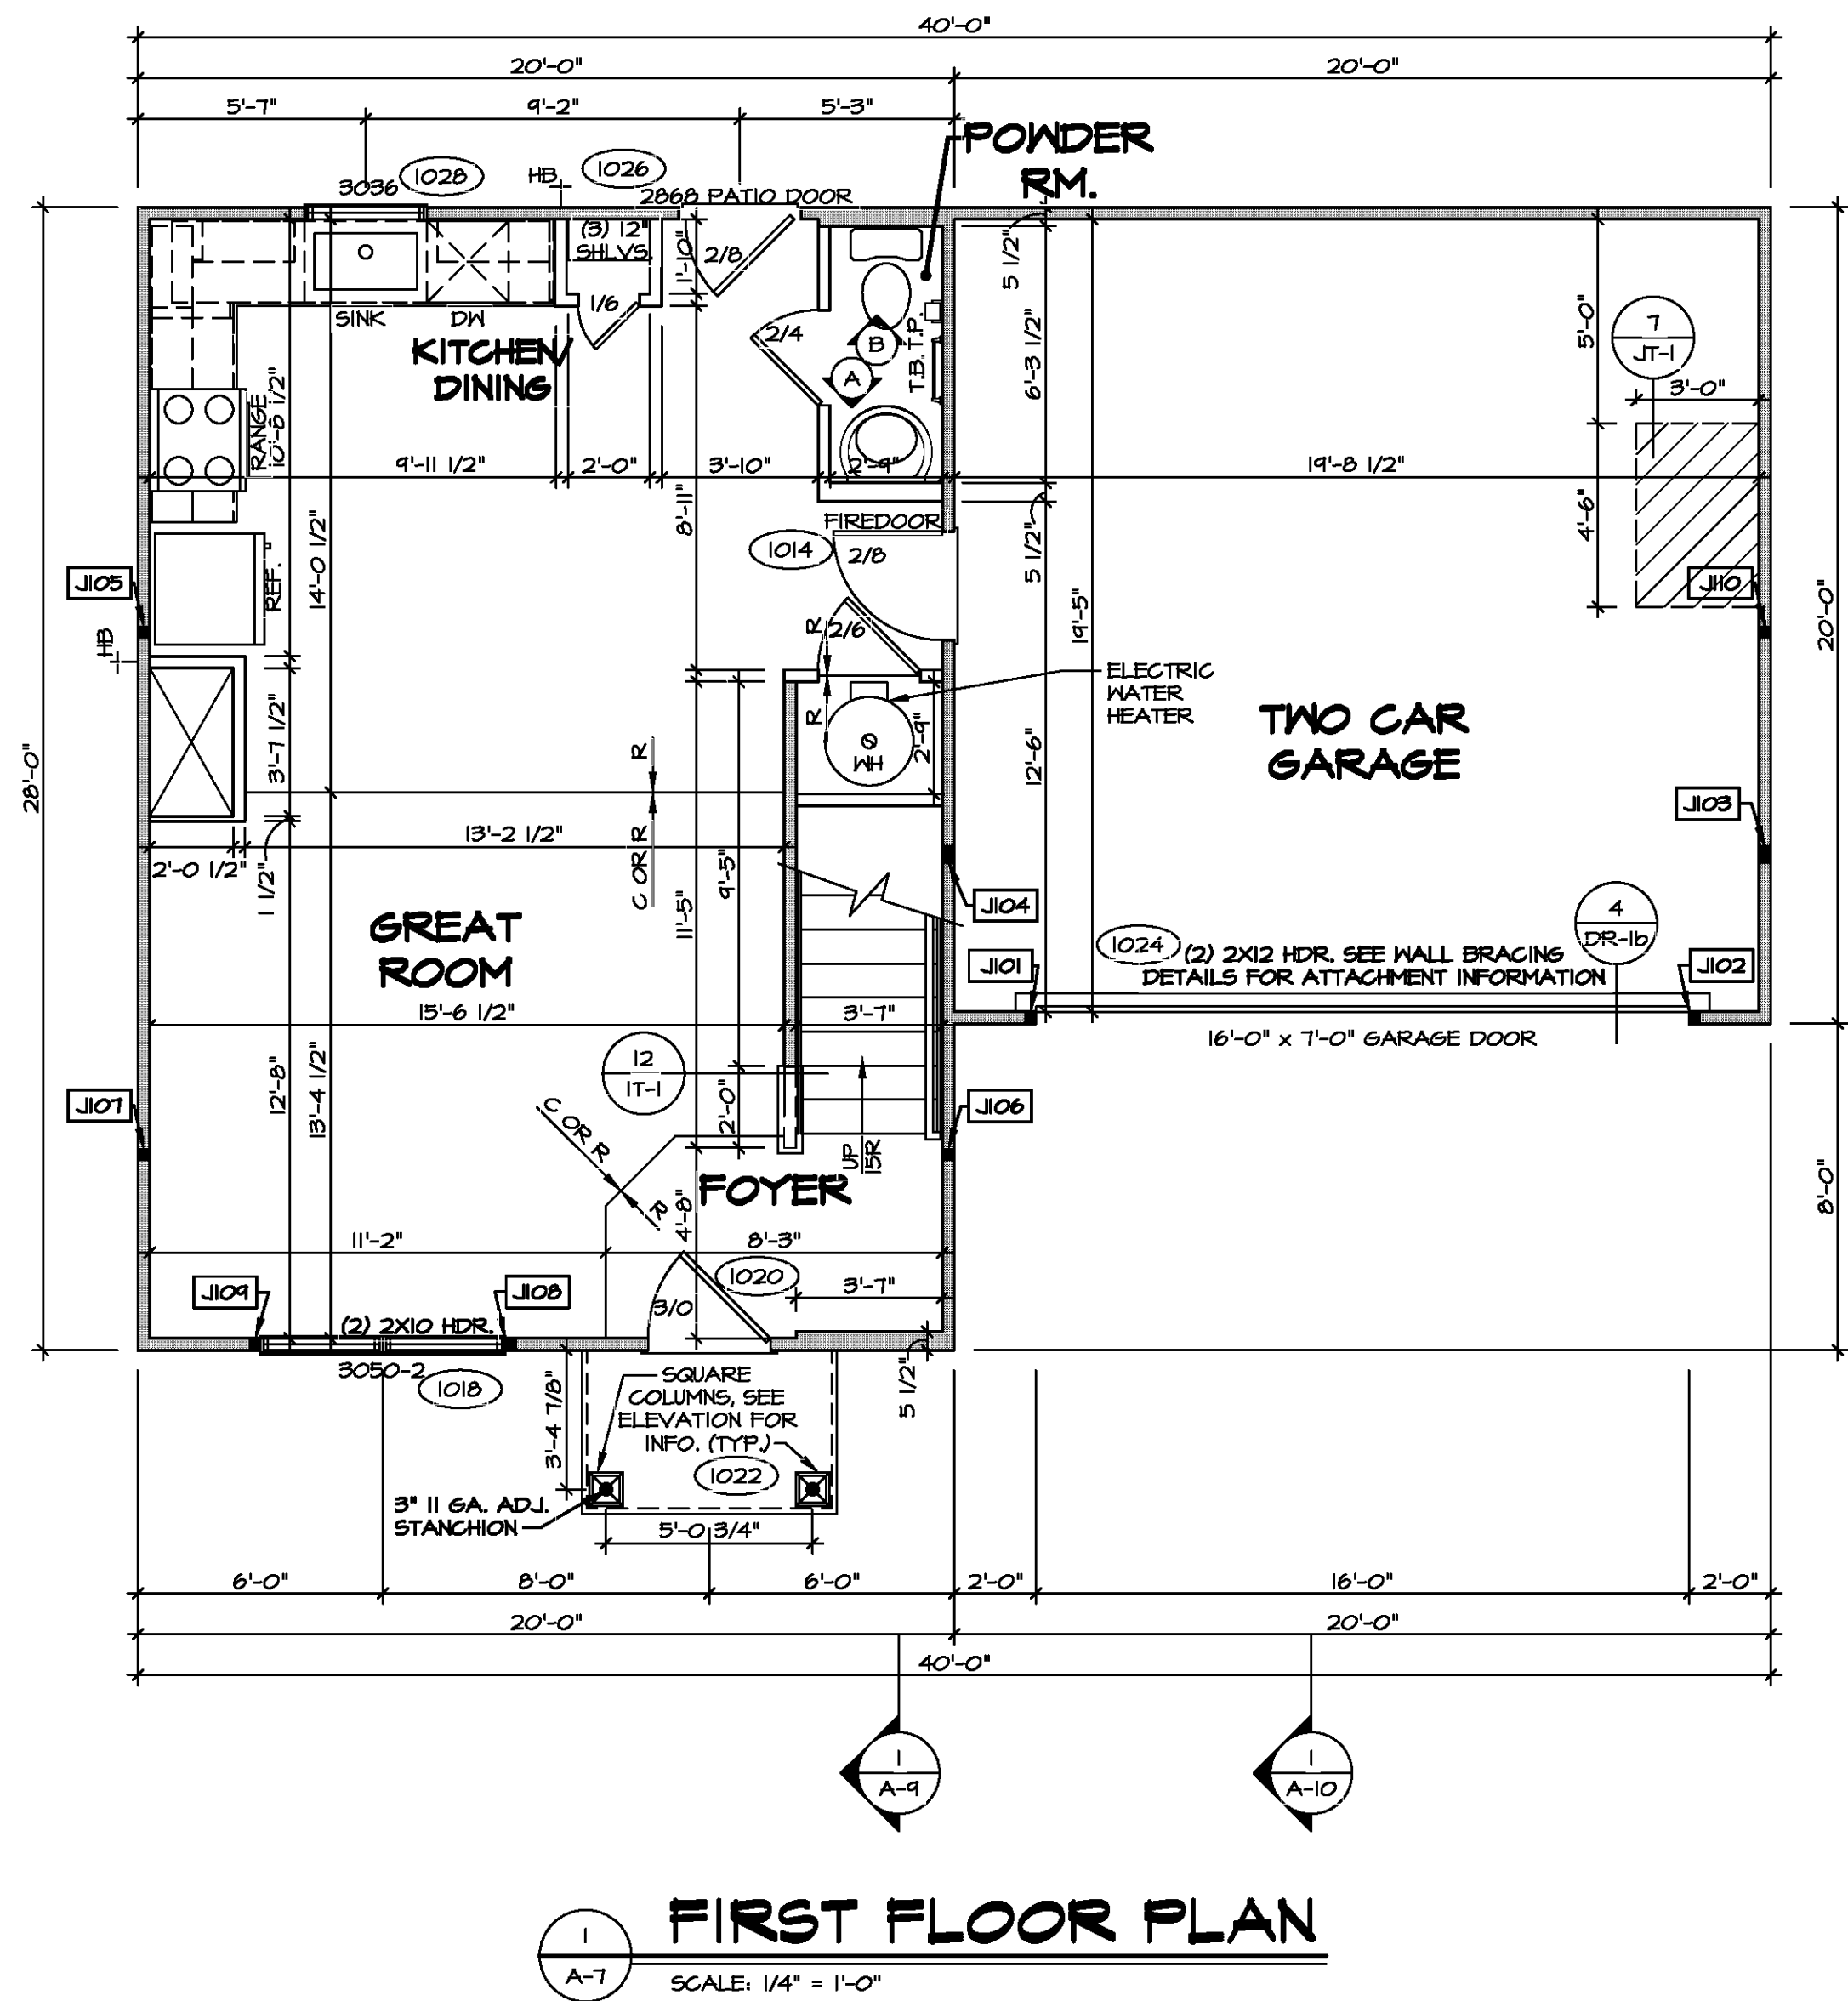 40'-0"
20'-0" 20'-0"
5'-7" 9'-2" 5'-3"
POWDER
RM.
3036 1028 HB 1026
2868 PATIO DOOR
(3) 12"
SHLVS.
1'-10"
2/8
5 1/2"
1/6
SINK DW
2/4
KITCHEN/
DINING
B
A
T.B. T.P.
6'-3 1/2"
5'-0"
7
JT-1
3'-0"
RANGE
10'-8 1/2"
9'-11 1/2" 2'-0" 3'-10" 2'-9" 19'-8 1/2"
8'-11"
4'-6"
FIREDOOR
1014 2/8
5 1/2"
J105
REF.
14'-0 1/2"
J110
HB
R
2/6
19'-5"
20'-0"
ELECTRIC
WATER
HEATER
TWO CAR
GARAGE
28'-0"
3'-7 1/2"
R
R
WH
2'-9"
12'-6"
J103
13'-2 1/2"
2'-0 1/2"
1 1/2"
C OR R
9'-5"
11'-5"
J104
GREAT
ROOM
4
DR-1b
1024 (2) 2X12 HDR. SEE WALL BRACING
DETAILS FOR ATTACHMENT INFORMATION
J101 J102
15'-6 1/2" 3'-7"
16'-0" x 7'-0" GARAGE DOOR
12
1T-1
12'-8"
13'-4 1/2"
2'-0"
J107
J106
C OR R
R
UP
15R
FOYER
4'-8"
8'-0"
11'-2" 8'-3"
1020 3'-7"
J109 J108
3/0
(2) 2X10 HDR.
3050-2 1018
3'-4 7/8"
SQUARE
COLUMNS, SEE
ELEVATION FOR
INFO. (TYP.)
5 1/2"
1022
3" 11 GA. ADJ.
STANCHION
5'-0 3/4"
6'-0" 8'-0" 6'-0" 2'-0" 16'-0" 2'-0"
20'-0" 20'-0"
40'-0"
1
A-9
1
A-10
FIRST FLOOR PLAN
1
A-7
SCALE: 1/4" = 1'-0"